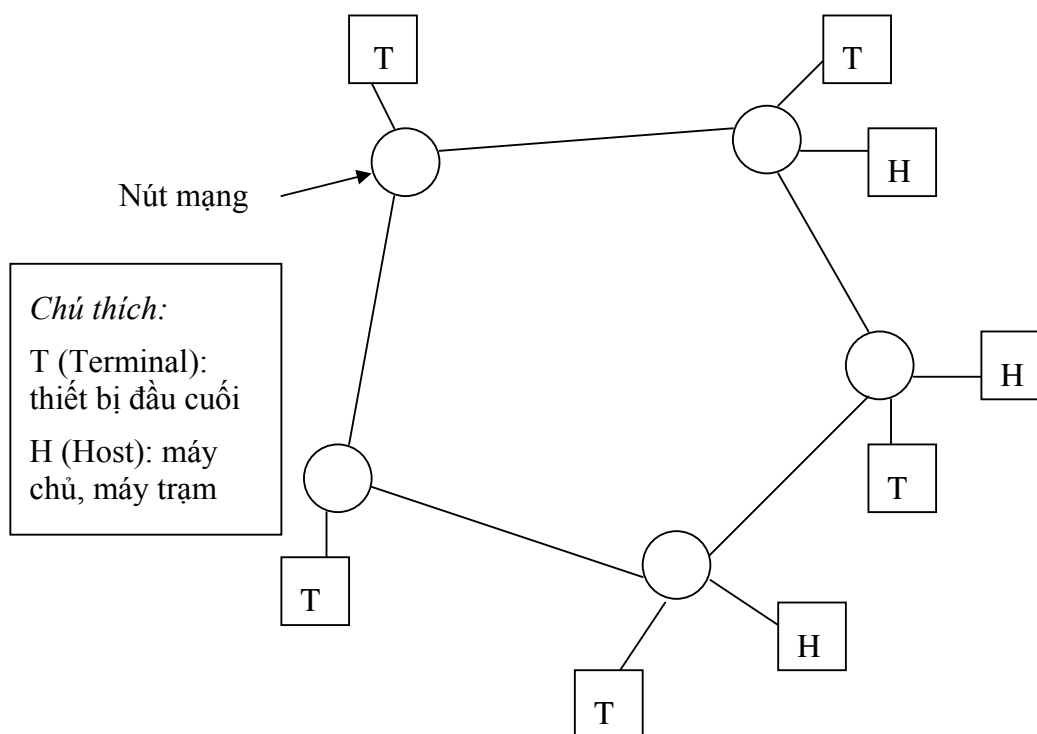 T
T
H
Nút mạng
Chú thích:
T (Terminal):
thiết bị đầu cuối
H (Host): máy
chủ, máy trạm
H
T
T
H
T